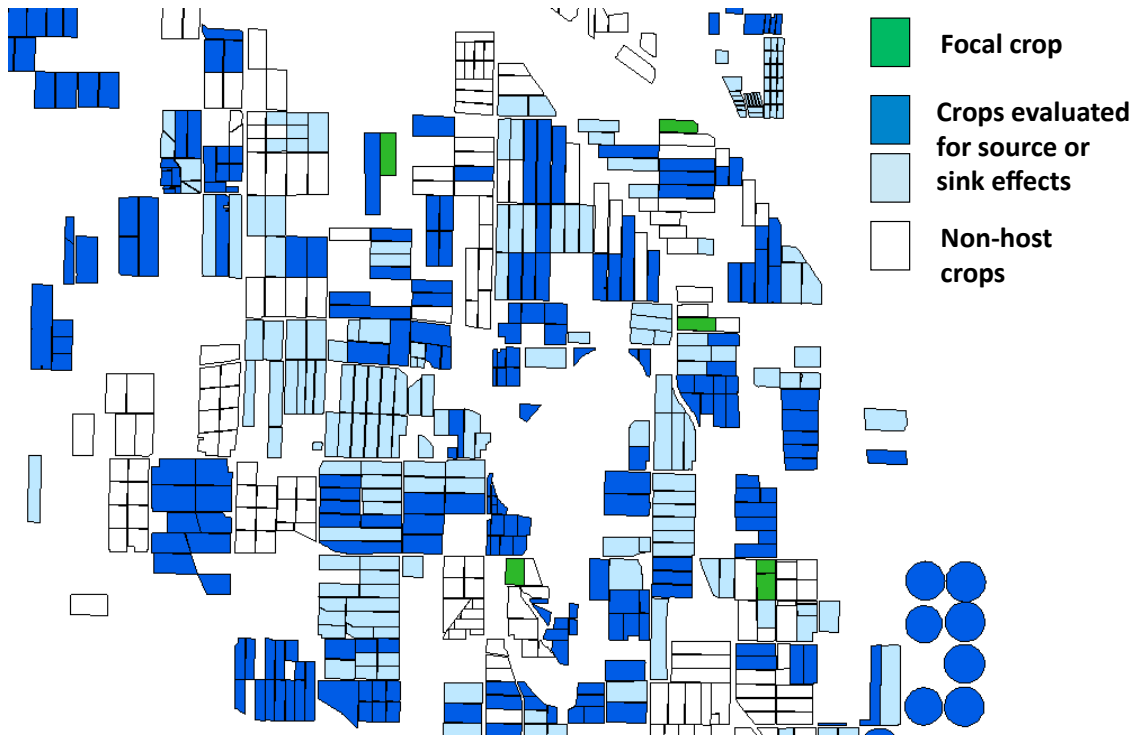 Focal crop
Crops evaluated
for source or
sink effects
Non-host
crops